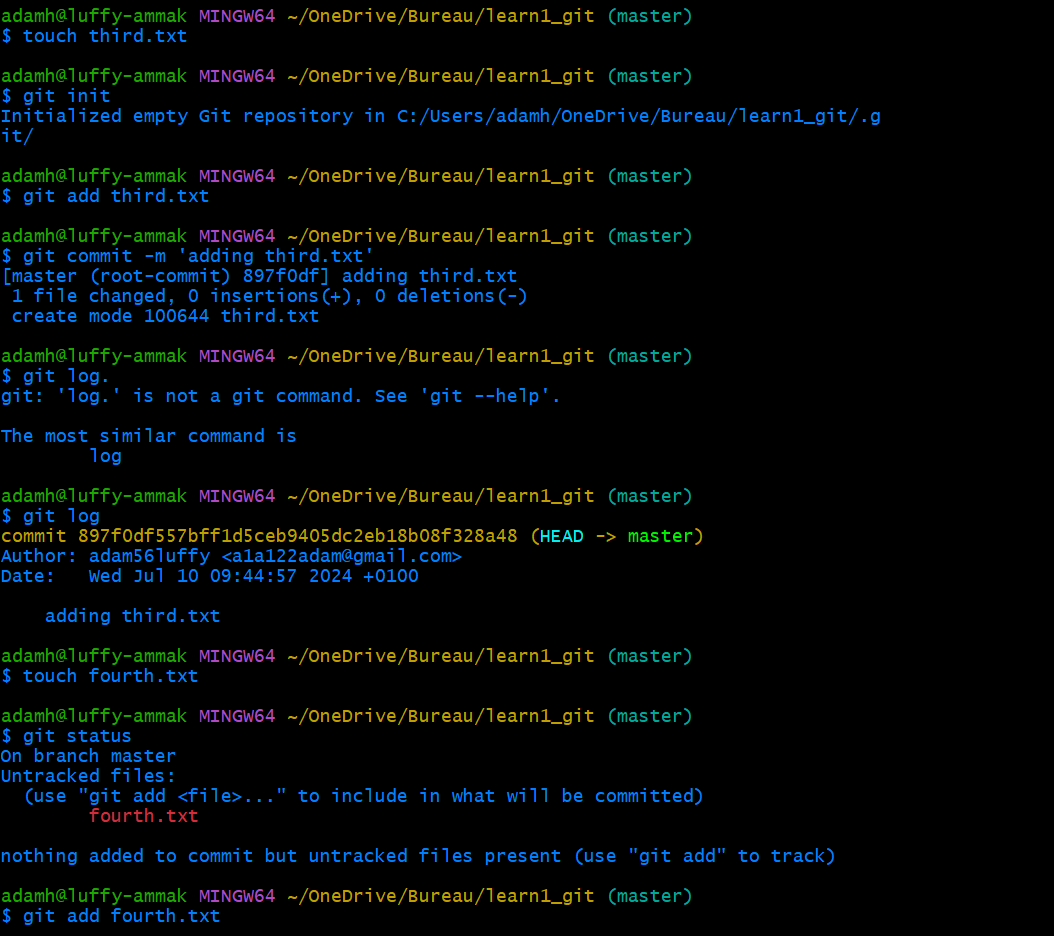 adamh@luffy-ammak MINGW64 ~/OneDrive/Bureau/learn1_git (master)
$ touch third.txt
adamh@luffy-ammak MINGW64 ~/OneDrive/Bureau/learn1_git (master)
$ git init
Initialized empty Git repository in C:/Users/adamh/OneDrive/Bureau/learn1_git/.g
it/
adamh@luffy-ammak MINGW64 ~/OneDrive/Bureau/learn1_git (master)
$ git add third.txt
adamh@luffy-ammak MINGW64 ~/OneDrive/Bureau/learn1_git (master)
$ git commit -m 'adding third.txt'
[master (root-commit) 897f0df] adding third.txt
 1 file changed, 0 insertions(+), 0 deletions(-)
 create mode 100644 third.txt
adamh@luffy-ammak MINGW64 ~/OneDrive/Bureau/learn1_git (master)
$ git log.
git: 'log.' is not a git command. See 'git --help'.
The most similar command is
        log
adamh@luffy-ammak MINGW64 ~/OneDrive/Bureau/learn1_git (master)
$ git log
commit 897f0df557bff1d5ceb9405dc2eb18b08f328a48 (HEAD -> master)
Author: adam56luffy <a1a122adam@gmail.com>
Date:   Wed Jul 10 09:44:57 2024 +0100
    adding third.txt
adamh@luffy-ammak MINGW64 ~/OneDrive/Bureau/learn1_git (master)
$ touch fourth.txt
adamh@luffy-ammak MINGW64 ~/OneDrive/Bureau/learn1_git (master)
$ git status
On branch master
Untracked files:
  (use "git add <file>..." to include in what will be committed)
        fourth.txt
nothing added to commit but untracked files present (use "git add" to track)
adamh@luffy-ammak MINGW64 ~/OneDrive/Bureau/learn1_git (master)
$ git add fourth.txt